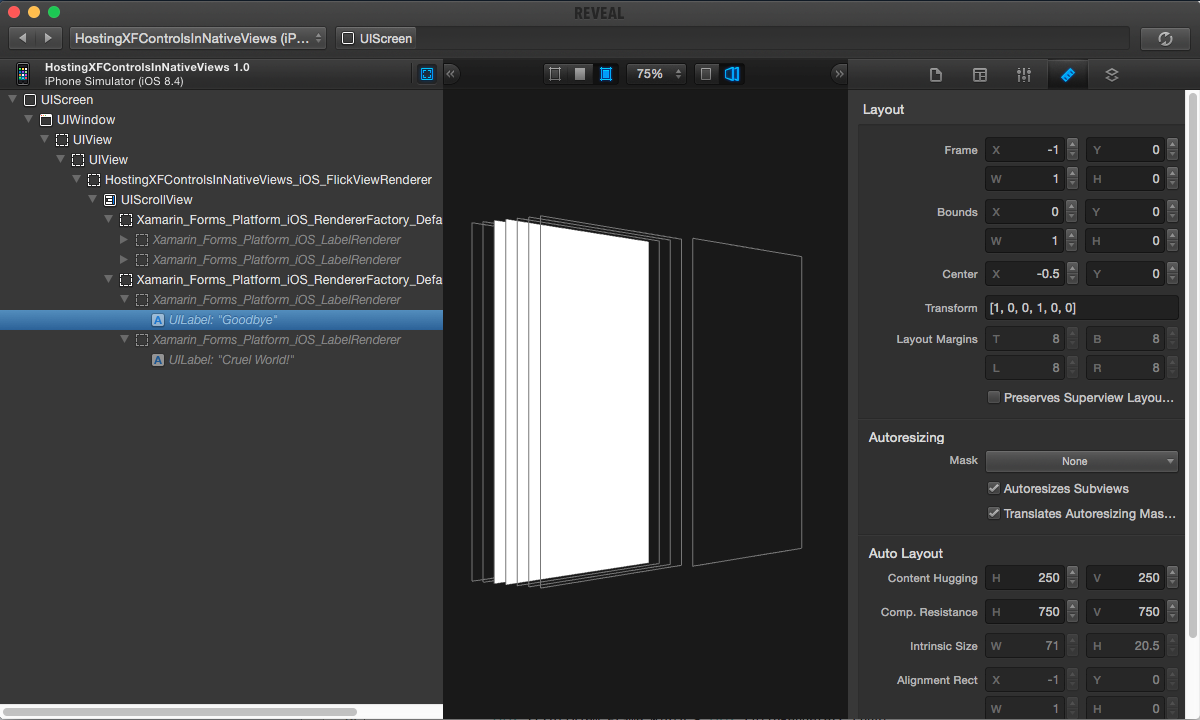 REVEAL
HostingXFControlsInNativeViews (iP...
UIScreen
HostingXFControlsInNativeViews 1.0
iPhone Simulator (iOS 8.4)
75%
UIScreen
UIWindow
UIView
UIView
HostingXFControlsInNativeViews_iOS_FlickViewRenderer
UIScrollView
Xamarin_Forms_Platform_iOS_RendererFactory_Defa
Xamarin_Forms_Platform_iOS_LabelRenderer
Xamarin_Forms_Platform_iOS_LabelRenderer
Xamarin_Forms_Platform_iOS_RendererFactory_Defa
Xamarin_Forms_Platform_iOS_LabelRenderer
A UILabel: "Goodbye"
Xamarin_Forms_Platform_iOS_LabelRenderer
A UILabel: "Cruel World!"
Layout
Frame X -1 Y 0
W 1 H 0
Bounds X 0 Y 0
W 1 H 0
Center X -0.5 Y 0
Transform [1, 0, 0, 1, 0, 0]
Layout Margins T 8 B 8
L 8 R 8
Preserves Superview Layou...
Autoresizing
Mask None
Autoresizes Subviews
Translates Autoresizing Mas...
Auto Layout
Content Hugging H 250 V 250
Comp. Resistance H 750 V 750
Intrinsic Size W 71 H 20.5
Alignment Rect X -1 Y 0
W 1 H 0